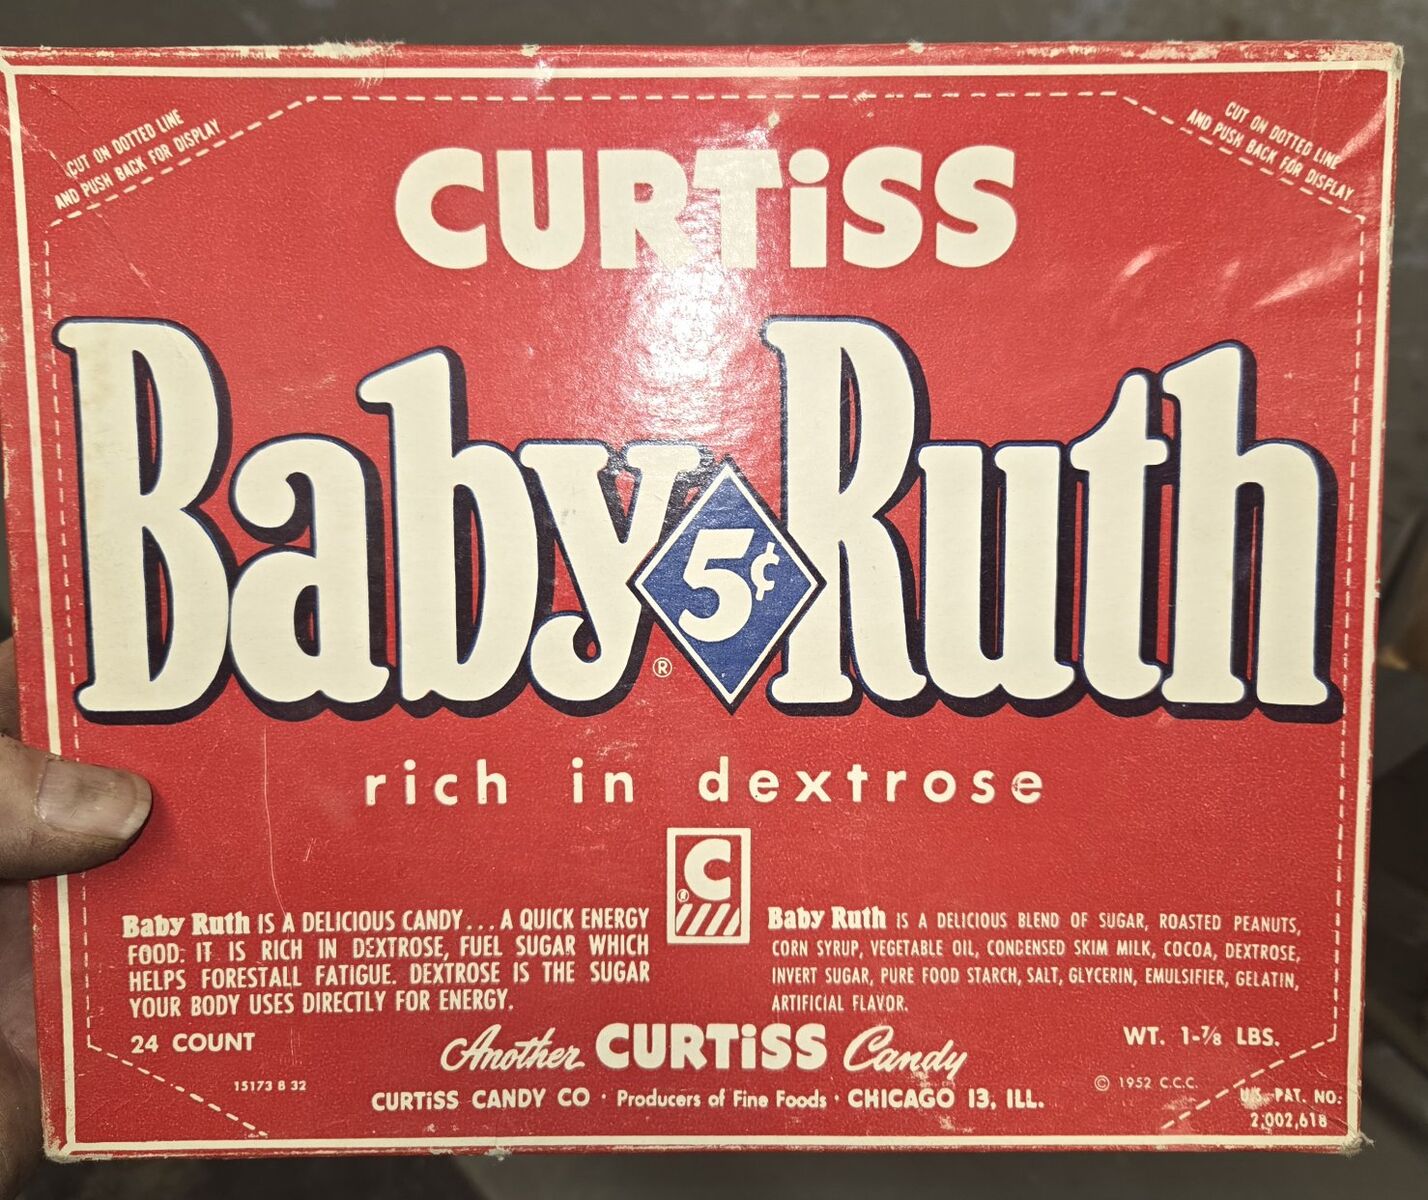 CUT ON DOTTED LINE
AND PUSH BACK FOR DISPLAY
CUT ON DOTTED LINE
AND PUSH BACK FOR DISPLAY
CURTiSS
Baby Ruth
5¢
®
rich in dextrose
C
®
Baby Ruth IS A DELICIOUS CANDY...A QUICK ENERGY
FOOD. IT IS RICH IN DEXTROSE, FUEL SUGAR WHICH
HELPS FORESTALL FATIGUE. DEXTROSE IS THE SUGAR
YOUR BODY USES DIRECTLY FOR ENERGY.
Baby Ruth IS A DELICIOUS BLEND OF SUGAR, ROASTED PEANUTS,
CORN SYRUP, VEGETABLE OIL, CONDENSED SKIM MILK, COCOA, DEXTROSE,
INVERT SUGAR, PURE FOOD STARCH, SALT, GLYCERIN, EMULSIFIER, GELATIN,
ARTIFICIAL FLAVOR.
24 COUNT
Another CURTiSS Candy
WT. 1-7/8 LBS.
15173 B 32
© 1952 C.C.C.
CURTiSS CANDY CO · Producers of Fine Foods · CHICAGO 13, ILL.
U.S. PAT. NO.
2,002,618